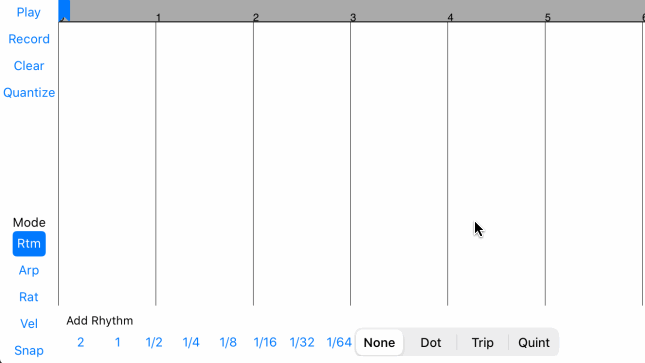 Play
Record
Clear
Quantize
1 2 3 4 5 6
Mode
Rtm
Arp
Rat
Vel
Snap
Add Rhythm
2 1 1/2 1/4 1/8 1/16 1/32 1/64 None Dot Trip Quint